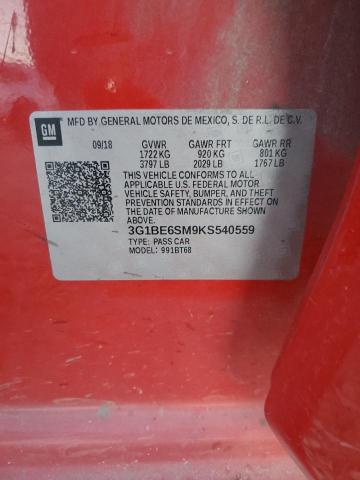 GM
MFD BY GENERAL MOTORS DE MEXICO, S. DE R.L. DE C.V.
09/18 GVWR GAWR FRT GAWR RR
1722 KG 920 KG 801 KG
3797 LB 2029 LB 1767 LB
THIS VEHICLE CONFORMS TO ALL
APPLICABLE U.S. FEDERAL MOTOR
VEHICLE SAFETY, BUMPER, AND THEFT
PREVENTION STANDARDS IN EFFECT ON
THE DATE OF MANUFACTURE SHOWN
ABOVE.
3G1BE6SM9KS540559
TYPE: PASS CAR
MODEL: 991BT68